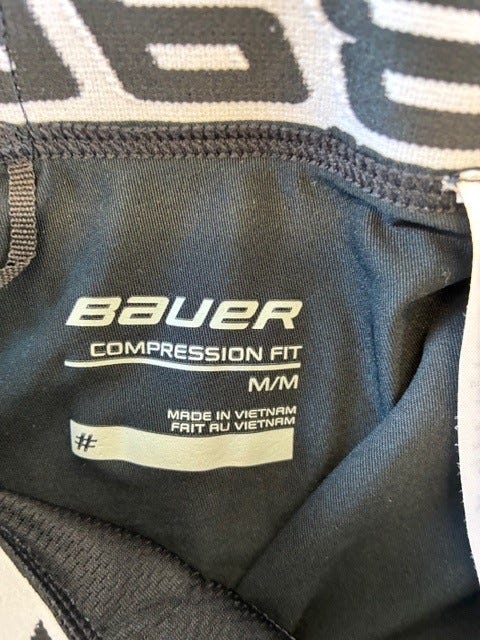 BAUER
COMPRESSION FIT
M/M
MADE IN VIETNAM
FAIT AU VIETNAM
#